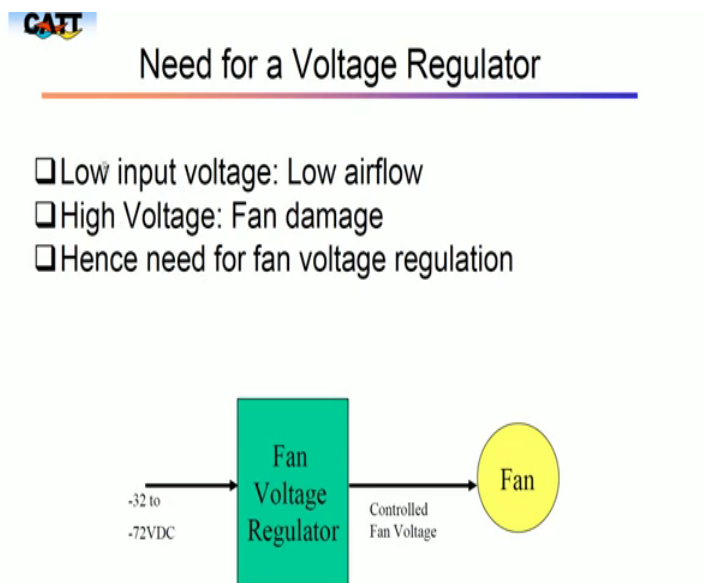 CATT
Need for a Voltage Regulator
❑Low input voltage: Low airflow
❑High Voltage: Fan damage
❑Hence need for fan voltage regulation
-32 to
-72VDC
Fan
Voltage
Regulator
Controlled
Fan Voltage
Fan